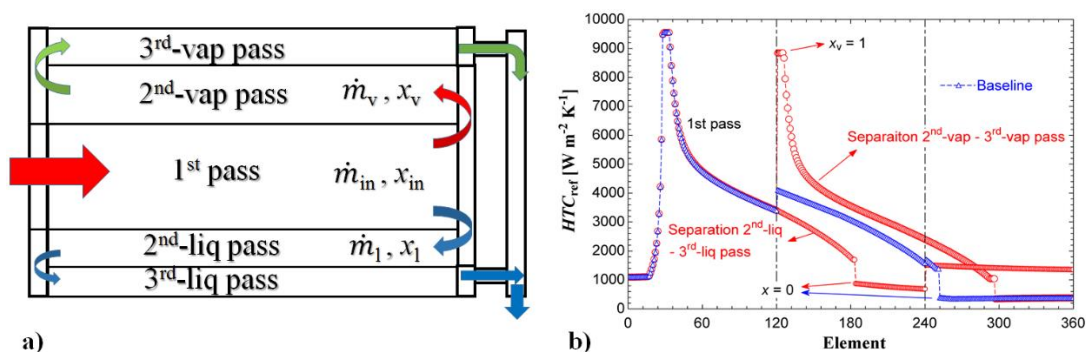 3rd-vap pass
2nd-vap pass
ṁv , xv
1st pass
ṁin , xin
2nd-liq pass
ṁl , xl
3rd-liq pass
a)
HTCref [W m-2 K-1]
10000
9000
8000
7000
6000
5000
4000
3000
2000
1000
0
xv = 1
Baseline
1st pass
Separaiton 2nd-vap - 3rd-vap pass
Separation 2nd-liq
- 3rd-liq pass
x = 0
0 60 120 180 240 300 360
Element
b)